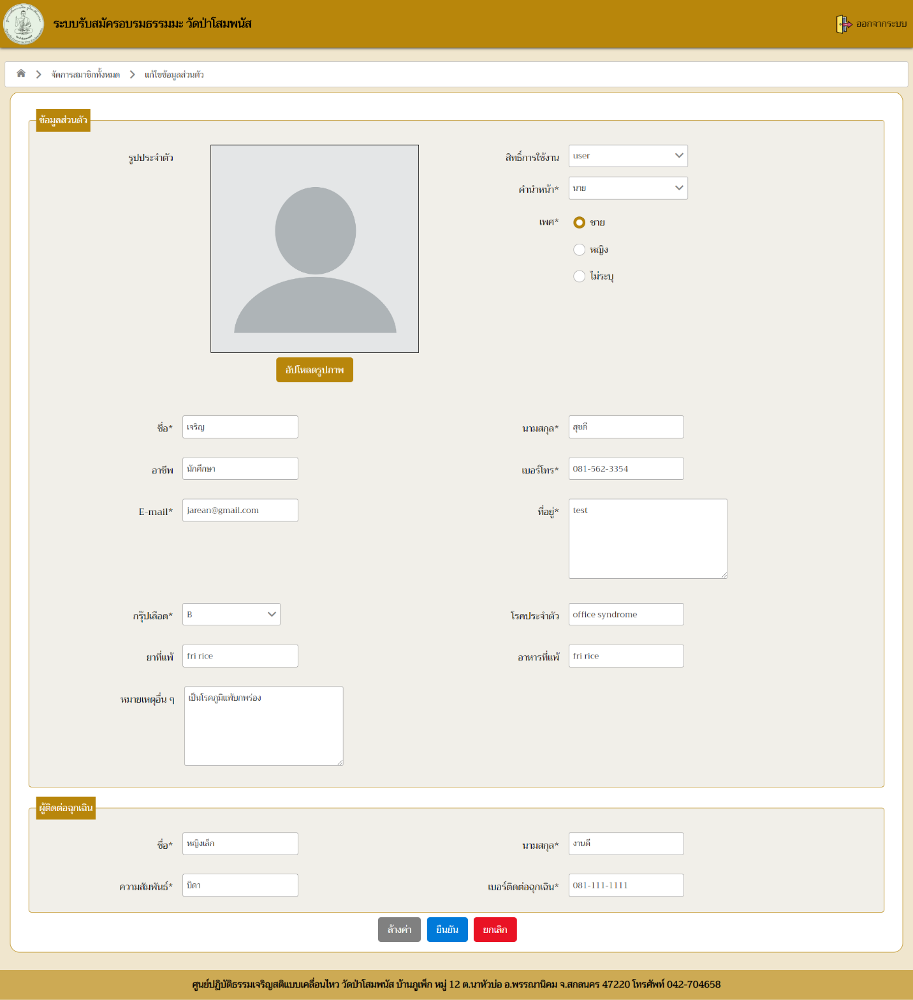 ระบบรับสมัครอบรมธรรมมะ วัดป่าโสมพนัส
ออกจากระบบ
จัดการสมาชิกทั้งหมด
แก้ไขข้อมูลส่วนตัว
ข้อมูลส่วนตัว
รูปประจำตัว
สิทธิ์การใช้งาน user
คำนำหน้า* นาย
เพศ* ชาย
หญิง
ไม่ระบุ
อัปโหลดรูปภาพ
ชื่อ* เจริญ นามสกุล* สุขดี
อาชีพ นักศึกษา เบอร์โทร* 081-562-3354
E-mail* jarean@gmail.com ที่อยู่* test
กรุ๊ปเลือด* B โรคประจำตัว office syndrome
ยาที่แพ้ fri rice อาหารที่แพ้ fri rice
หมายเหตุอื่น ๆ เป็นโรคภูมิแพ้บกพร่อง
ผู้ติดต่อฉุกเฉิน
ชื่อ* หญิงเล็ก นามสกุล* งานดี
ความสัมพันธ์* บิดา เบอร์ติดต่อฉุกเฉิน* 081-111-1111
ล้างค่า ยืนยัน ยกเลิก
ศูนย์ปฏิบัติธรรมเจริญสติแบบเคลื่อนไหว วัดป่าโสมพนัส บ้านภูเพ็ก หมู่ 12 ต.นาหัวบ่อ อ.พรรณานิคม จ.สกลนคร 47220 โทรศัพท์ 042-704658